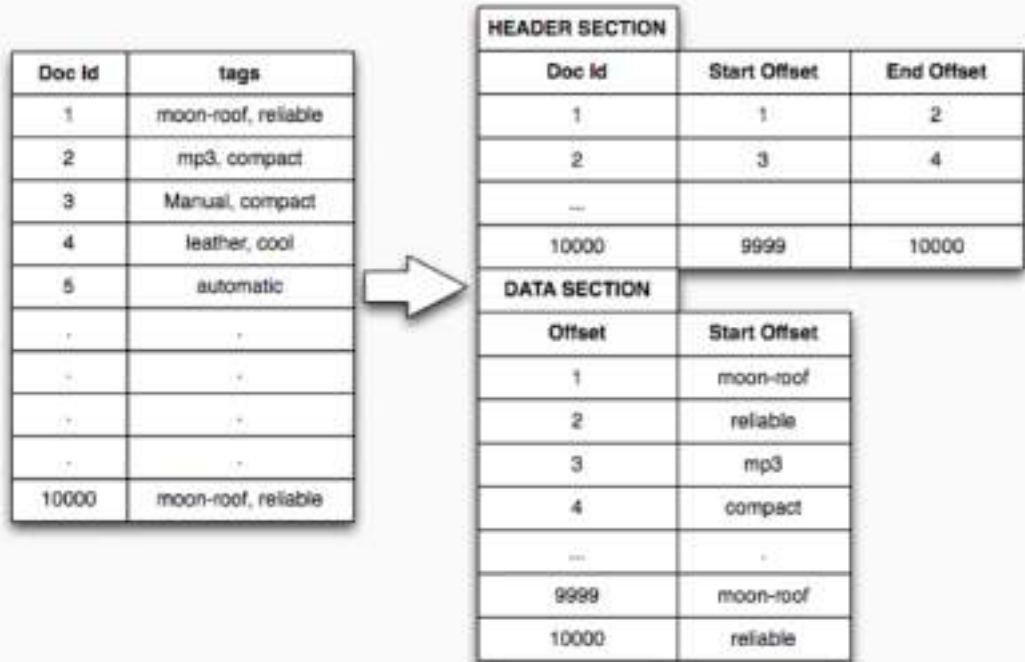 Doc Id tags
1 moon-roof, reliable
2 mp3, compact
3 Manual, compact
4 leather, cool
5 automatic
. .
. .
. .
. .
10000 moon-roof, reliable
HEADER SECTION
Doc Id Start Offset End Offset
1 1 2
2 3 4
...
10000 9999 10000
DATA SECTION
Offset Start Offset
1 moon-roof
2 reliable
3 mp3
4 compact
... .
9999 moon-roof
10000 reliable